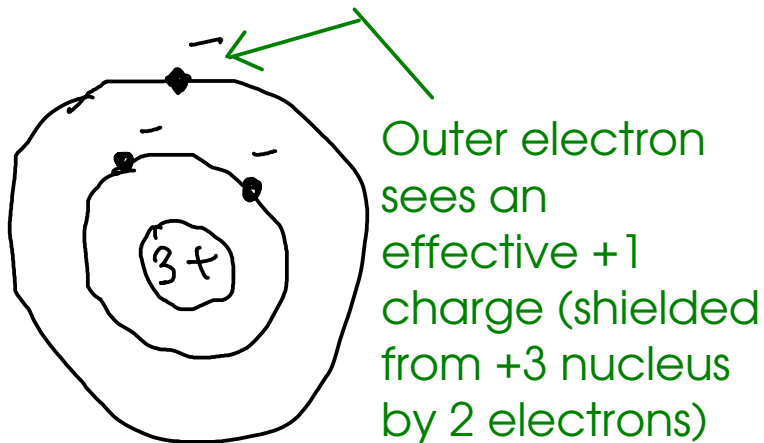 3+
Outer electron
sees an
effective +1
charge (shielded
from +3 nucleus
by 2 electrons)